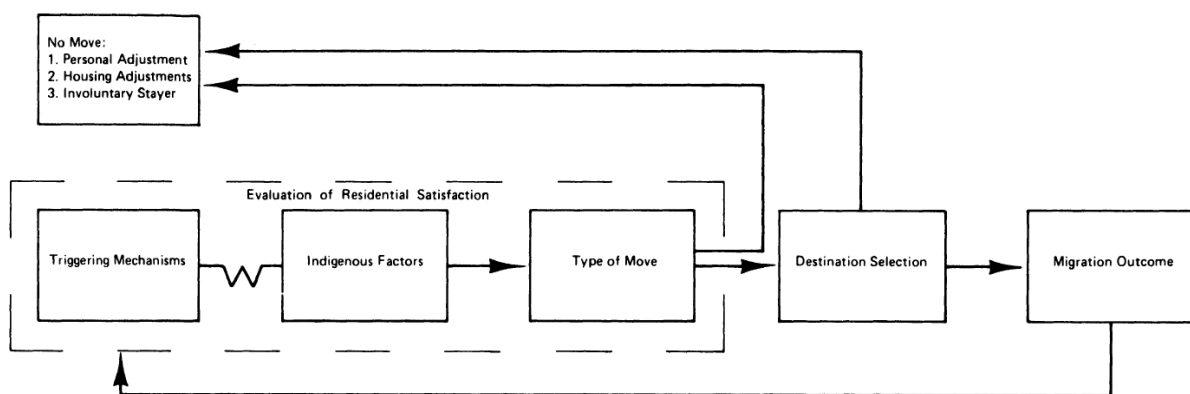 No Move:
1. Personal Adjustment
2. Housing Adjustments
3. Involuntary Stayer
Evaluation of Residential Satisfaction
Triggering Mechanisms
Indigenous Factors
Type of Move
Destination Selection
Migration Outcome